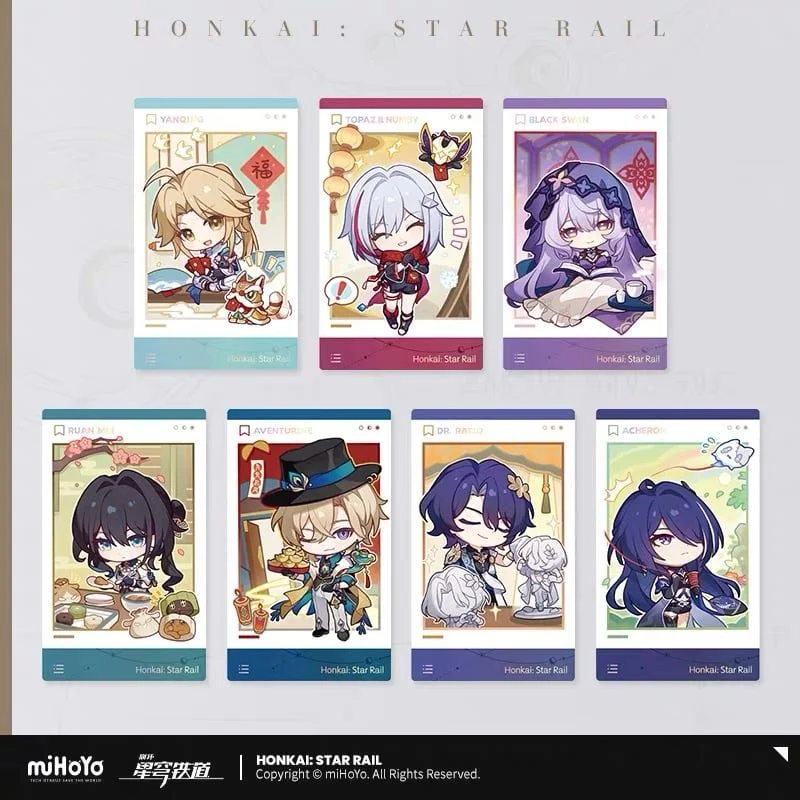 HONKAI: STAR RAIL
YANQING
TOPAZ & NUMBY
BLACK SWAN
福
Honkai: Star Rail
Honkai: Star Rail
Honkai: Star Rail
RUAN MEI
AVENTURINE
DR. RATIO
ACHERON
Honkai: Star Rail
Honkai: Star Rail
Honkai: Star Rail
Honkai: Star Rail
miHoYo
TECH OTAKUS SAVE THE WORLD
崩坏
星穹铁道
HONKAI: STAR RAIL
Copyright © miHoYo. All Rights Reserved.